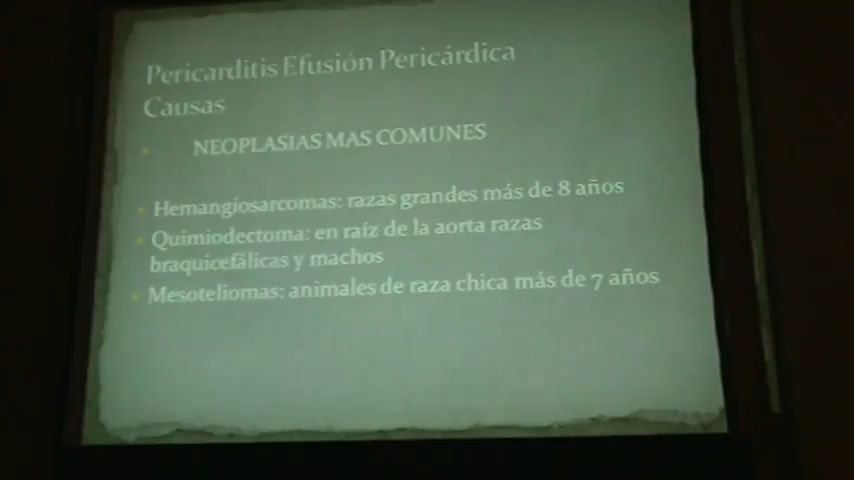 Pericarditis Efusión Pericárdica
Causas
NEOPLASIAS MAS COMUNES
Hemangiosarcomas: razas grandes más de 8 años
Quimiodectoma: en raíz de la aorta razas
braquicefálicas y machos
Mesoteliomas: animales de raza chica más de 7 años